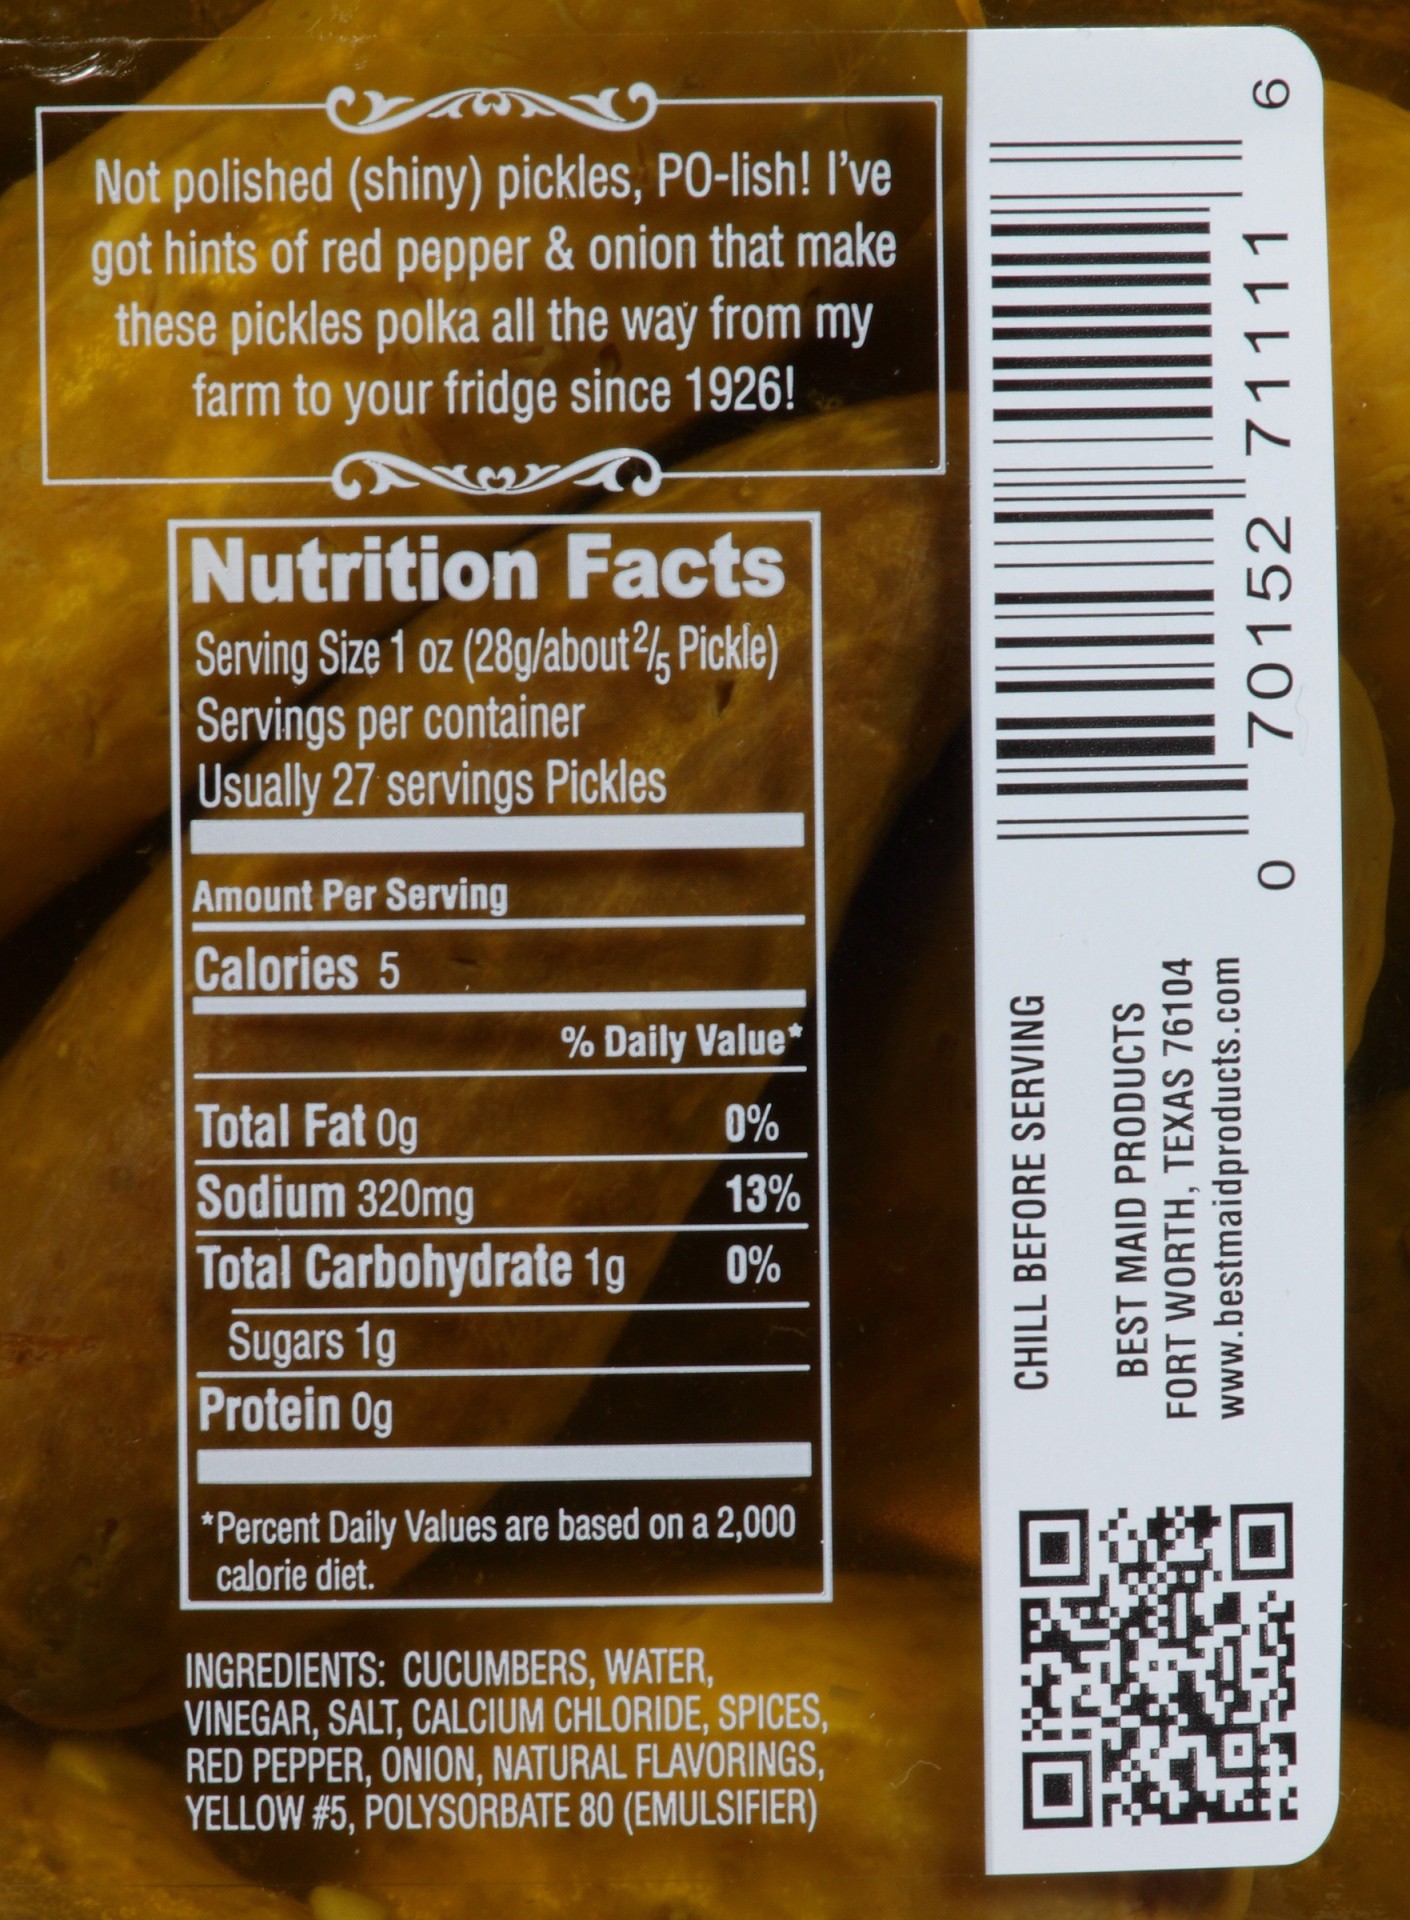 Not polished (shiny) pickles, PO-lish! I've
got hints of red pepper & onion that make
these pickles polka all the way from my
farm to your fridge since 1926!
Nutrition Facts
Serving Size 1 oz (28g/about 2/5 Pickle)
Servings per container
Usually 27 servings Pickles
Amount Per Serving
Calories 5
% Daily Value*
Total Fat 0g 0%
Sodium 320mg 13%
Total Carbohydrate 1g 0%
Sugars 1g
Protein 0g
*Percent Daily Values are based on a 2,000
calorie diet.
INGREDIENTS: CUCUMBERS, WATER,
VINEGAR, SALT, CALCIUM CHLORIDE, SPICES,
RED PEPPER, ONION, NATURAL FLAVORINGS,
YELLOW #5, POLYSORBATE 80 (EMULSIFIER)
0 70152 71111 6
CHILL BEFORE SERVING
BEST MAID PRODUCTS
FORT WORTH, TEXAS 76104
www.bestmaidproducts.com